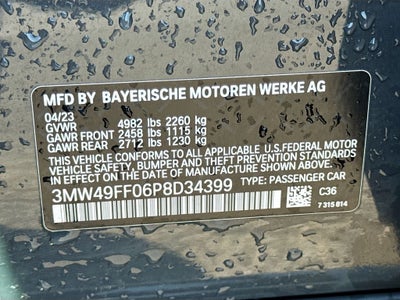 MFD BY BAYERISCHE MOTOREN WERKE AG
04/23
GVWR 4982 lbs 2260 kg
GAWR FRONT 2458 lbs 1115 kg
GAWR REAR 2712 lbs 1230 kg
THIS VEHICLE CONFORMS TO ALL APPLICABLE U.S.FEDERAL MOTOR
VEHICLE SAFETY, BUMPER, AND THEFT PREVENTION STANDARDS IN
EFFECT ON THE DATE OF MANUFACTURE SHOWN ABOVE.
3MW49FF06P8D34399 TYPE: PASSENGER CAR
C36
7 315 814